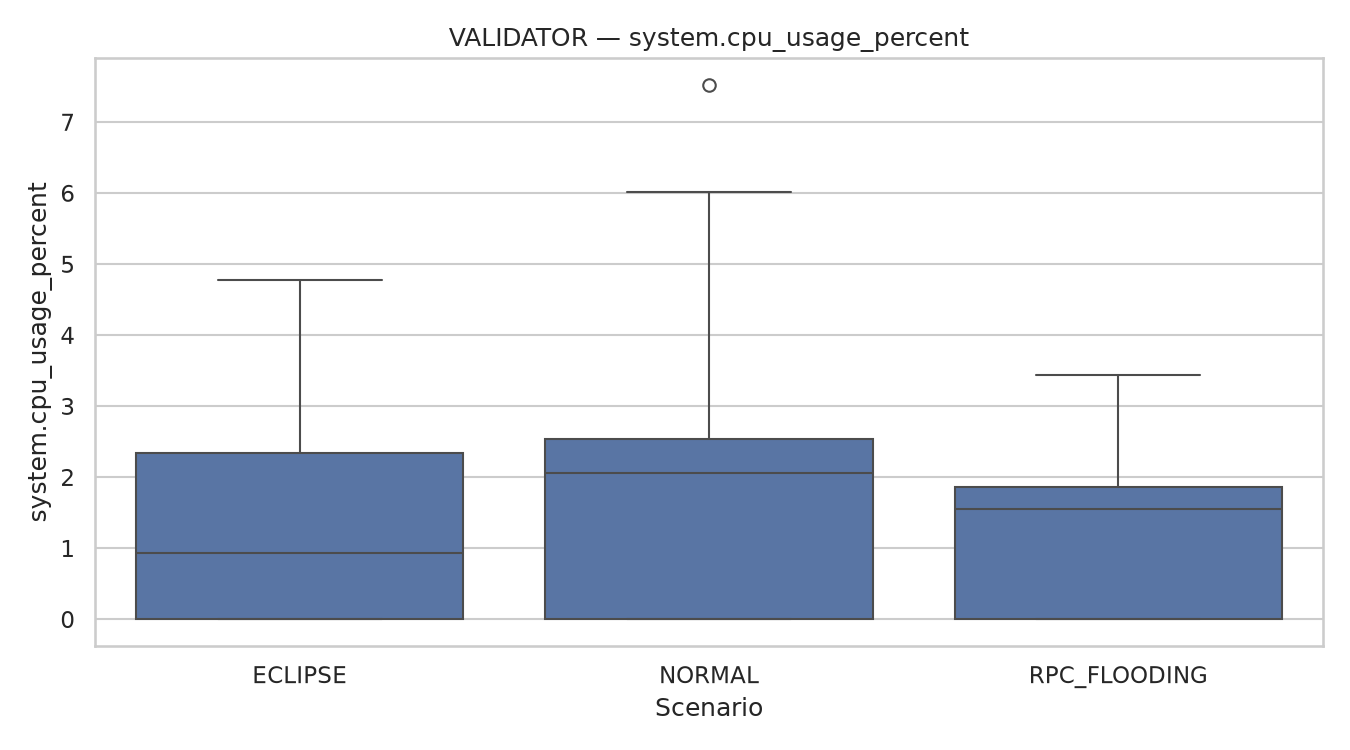 VALIDATOR — system.cpu_usage_percent
system.cpu_usage_percent
7
6
5
4
3
2
1
0
ECLIPSE
NORMAL
RPC_FLOODING
Scenario